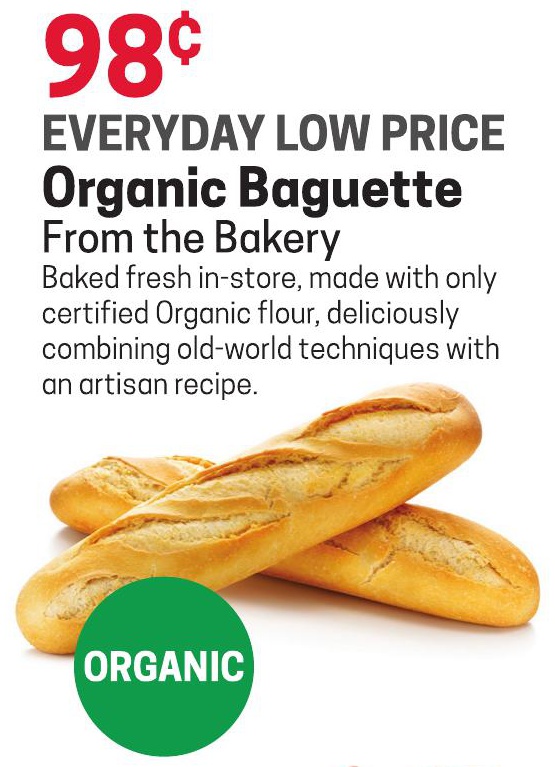 98¢
EVERYDAY LOW PRICE
Organic Baguette
From the Bakery
Baked fresh in-store, made with only
certified Organic flour, deliciously
combining old-world techniques with
an artisan recipe.
ORGANIC